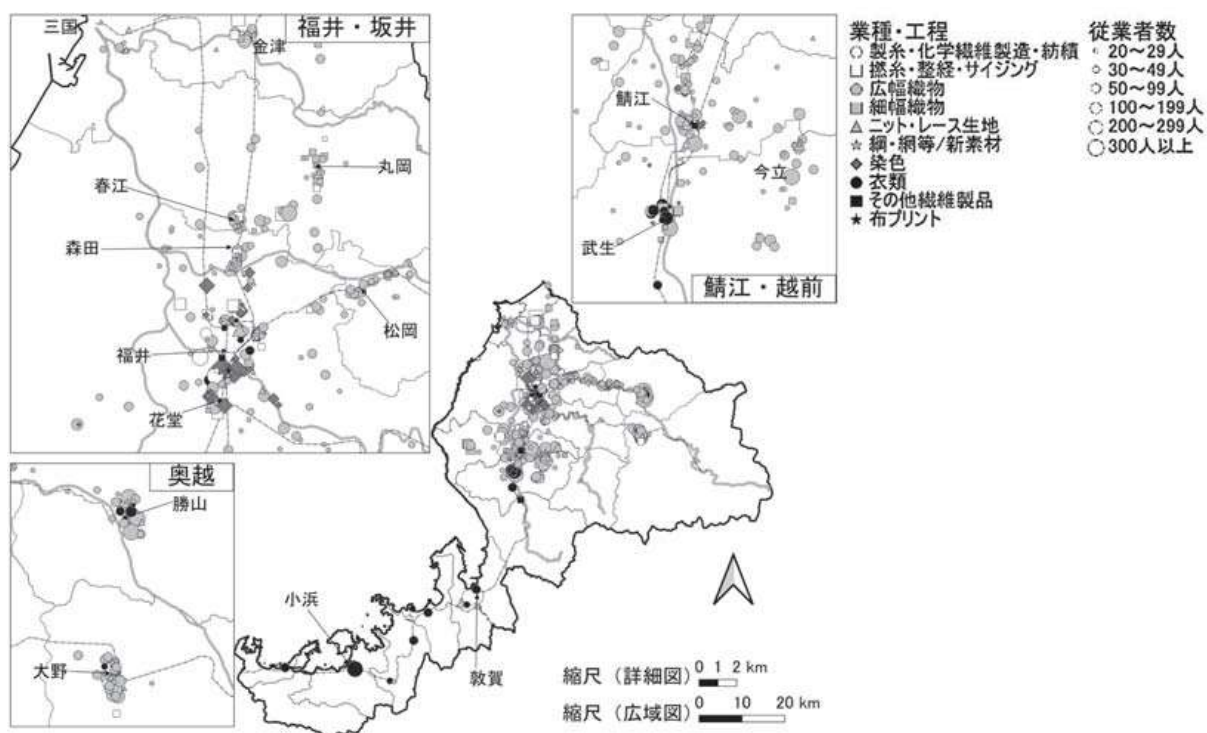 福井・坂井
三国
金津
丸岡
春江
森田
松岡
福井
花堂
鯖江・越前
鯖江
今立
武生
奥越
勝山
大野
小浜
敦賀
業種・工程
製糸・化学繊維製造・紡積
撚糸・整経・サイジング
広幅織物
細幅織物
ニット・レース生地
綱・網等/新素材
染色
衣類
その他繊維製品
布プリント
従業者数
20～29人
30～49人
50～99人
100～199人
200～299人
300人以上
縮尺（詳細図） 0 1 2 km
縮尺（広域図） 0 10 20 km